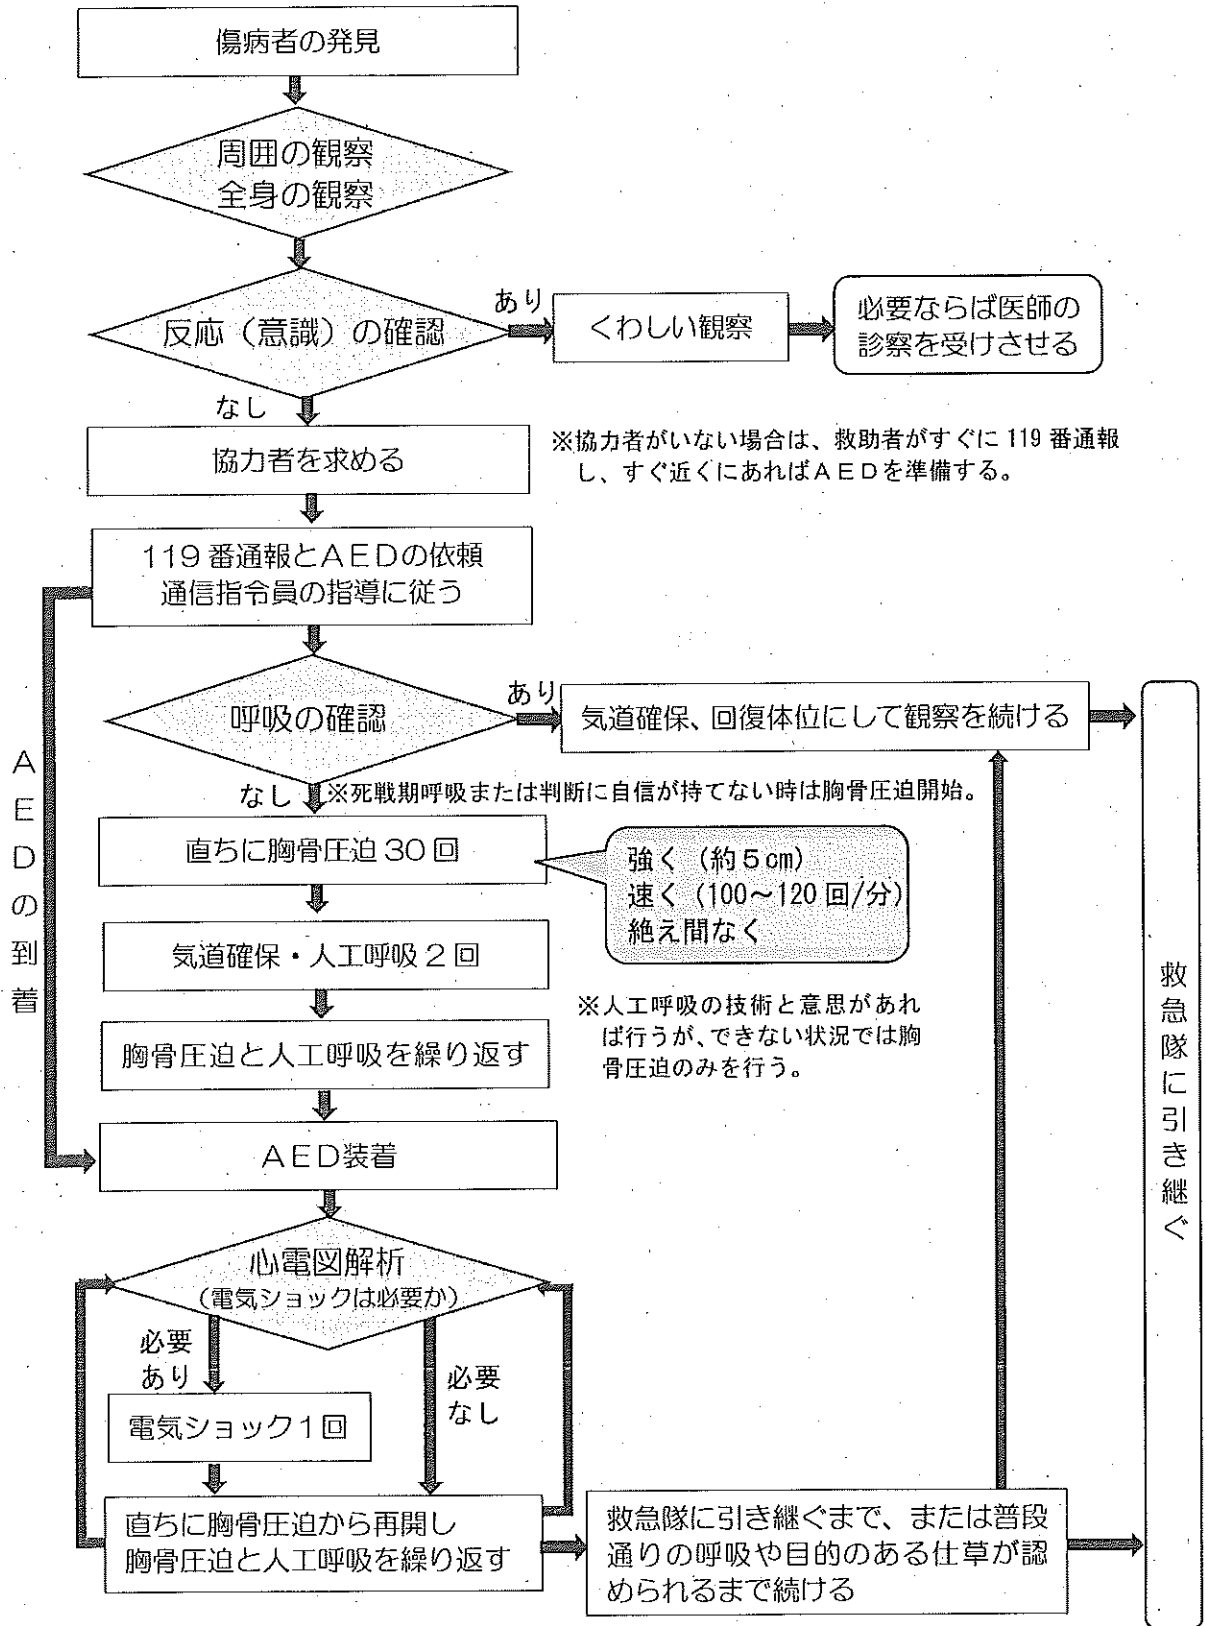 傷病者の発見
周囲の観察
全身の観察
反応（意識）の確認
あり
くわしい観察
必要ならば医師の
診察を受けさせる
なし
協力者を求める
※協力者がいない場合は、救助者がすぐに119番通報
し、すぐ近くにあればＡＥＤを準備する。
119番通報とＡＥＤの依頼
通信指令員の指導に従う
呼吸の確認
あり
気道確保、回復体位にして観察を続ける
なし
※死戦期呼吸または判断に自信が持てない時は胸骨圧迫開始。
直ちに胸骨圧迫30回
強く（約5㎝）
速く（100～120回/分）
絶え間なく
気道確保・人工呼吸２回
※人工呼吸の技術と意思があれ
ば行うが、できない状況では胸
骨圧迫のみを行う。
胸骨圧迫と人工呼吸を繰り返す
ＡＥＤの到着
ＡＥＤ装着
心電図解析
（電気ショックは必要か）
必要
あり
必要
なし
電気ショック１回
直ちに胸骨圧迫から再開し
胸骨圧迫と人工呼吸を繰り返す
救急隊に引き継ぐまで、または普段
通りの呼吸や目的のある仕草が認
められるまで続ける
救急隊に引き継ぐ